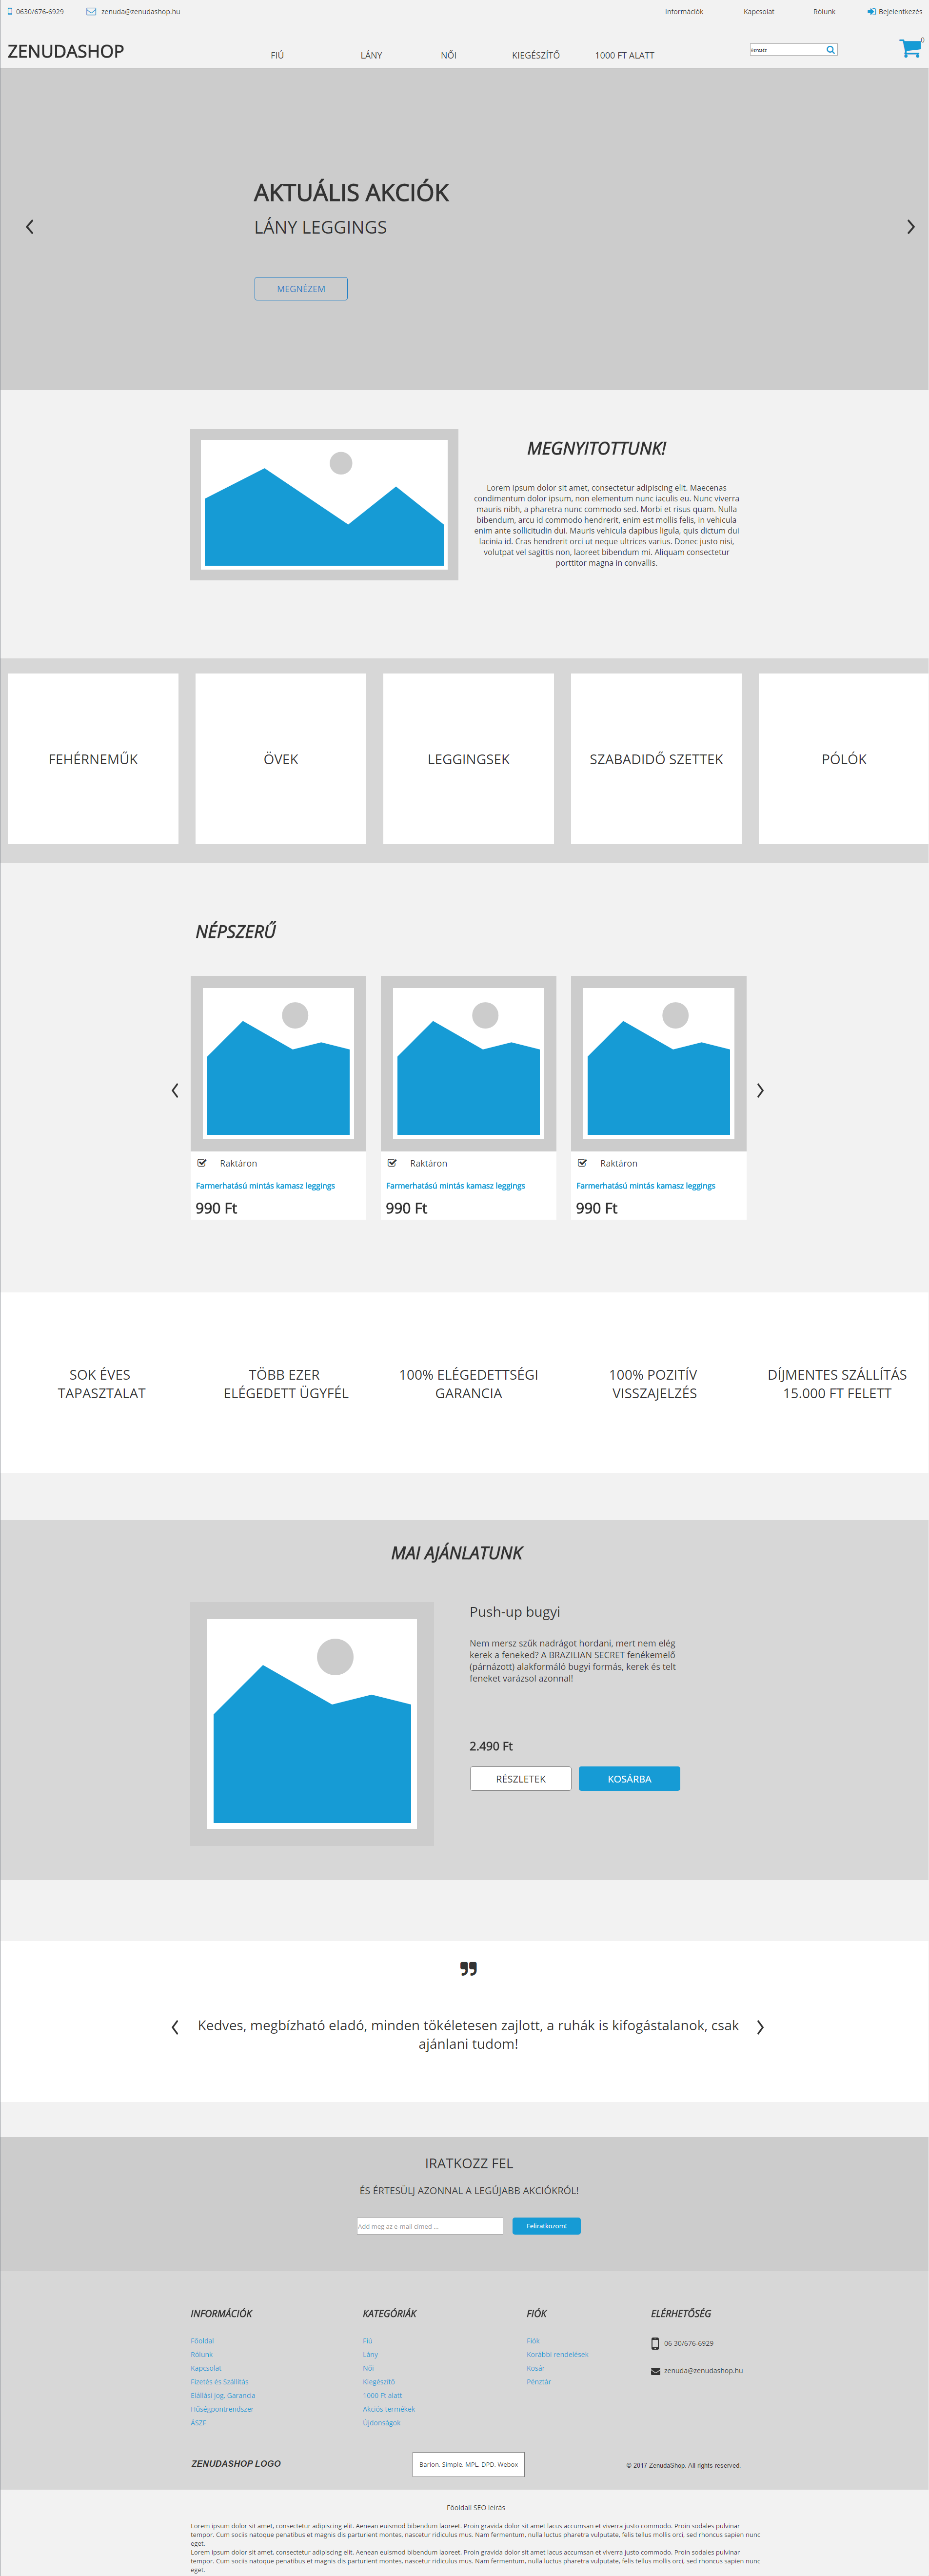 0630/676-6929 zenuda@zenudashop.hu Információk Kapcsolat Rólunk Bejelentkezés
0
ZENUDASHOP FIÚ LÁNY NŐI KIEGÉSZÍTŐ 1000 FT ALATT keresés
AKTUÁLIS AKCIÓK
LÁNY LEGGINGS
MEGNÉZEM
MEGNYITOTTUNK!
Lorem ipsum dolor sit amet, consectetur adipiscing elit. Maecenas
condimentum dolor ipsum, non elementum nunc iaculis eu. Nunc viverra
mauris nibh, a pharetra nunc commodo sed. Morbi et risus quam. Nulla
bibendum, arcu id commodo hendrerit, enim est mollis felis, in vehicula
enim ante sollicitudin dui. Mauris vehicula dapibus ligula, quis dictum dui
lacinia id. Cras hendrerit orci ut neque ultrices varius. Donec justo nisi,
volutpat vel sagittis non, laoreet bibendum mi. Aliquam consectetur
porttitor magna in convallis.
FEHÉRNEMŰK ÖVEK LEGGINGSEK SZABADIDŐ SZETTEK PÓLÓK
NÉPSZERŰ
Raktáron Raktáron Raktáron
Farmerhatású mintás kamasz leggings Farmerhatású mintás kamasz leggings Farmerhatású mintás kamasz leggings
990 Ft 990 Ft 990 Ft
SOK ÉVES TÖBB EZER 100% ELÉGEDETTSÉGI 100% POZITÍV DÍJMENTES SZÁLLÍTÁS
TAPASZTALAT ELÉGEDETT ÜGYFÉL GARANCIA VISSZAJELZÉS 15.000 FT FELETT
MAI AJÁNLATUNK
Push-up bugyi
Nem mersz szűk nadrágot hordani, mert nem elég
kerek a feneked? A BRAZILIAN SECRET fenékemelő
(párnázott) alakformáló bugyi formás, kerek és telt
feneket varázsol azonnal!
2.490 Ft
RÉSZLETEK KOSÁRBA
Kedves, megbízható eladó, minden tökéletesen zajlott, a ruhák is kifogástalanok, csak
ajánlani tudom!
IRATKOZZ FEL
ÉS ÉRTESÜLJ AZONNAL A LEGÚJABB AKCIÓKRÓL!
Add meg az e-mail címed ... Feliratkozom!
INFORMÁCIÓK KATEGÓRIÁK FIÓK ELÉRHETŐSÉG
Főoldal Fiú Fiók 06 30/676-6929
Rólunk Lány Korábbi rendelések
Kapcsolat Női Kosár zenuda@zenudashop.hu
Fizetés és Szállítás Kiegészítő Pénztár
Elállási jog, Garancia 1000 Ft alatt
Hűségpontrendszer Akciós termékek
ÁSZF Újdonságok
ZENUDASHOP LOGO Barion, Simple, MPL, DPD, Webox © 2017 ZenudaShop. All rights reserved.
Főoldali SEO leírás
Lorem ipsum dolor sit amet, consectetur adipiscing elit. Aenean euismod bibendum laoreet. Proin gravida dolor sit amet lacus accumsan et viverra justo commodo. Proin sodales pulvinar
tempor. Cum sociis natoque penatibus et magnis dis parturient montes, nascetur ridiculus mus. Nam fermentum, nulla luctus pharetra vulputate, felis tellus mollis orci, sed rhoncus sapien nunc
eget.
Lorem ipsum dolor sit amet, consectetur adipiscing elit. Aenean euismod bibendum laoreet. Proin gravida dolor sit amet lacus accumsan et viverra justo commodo. Proin sodales pulvinar
tempor. Cum sociis natoque penatibus et magnis dis parturient montes, nascetur ridiculus mus. Nam fermentum, nulla luctus pharetra vulputate, felis tellus mollis orci, sed rhoncus sapien nunc
eget.